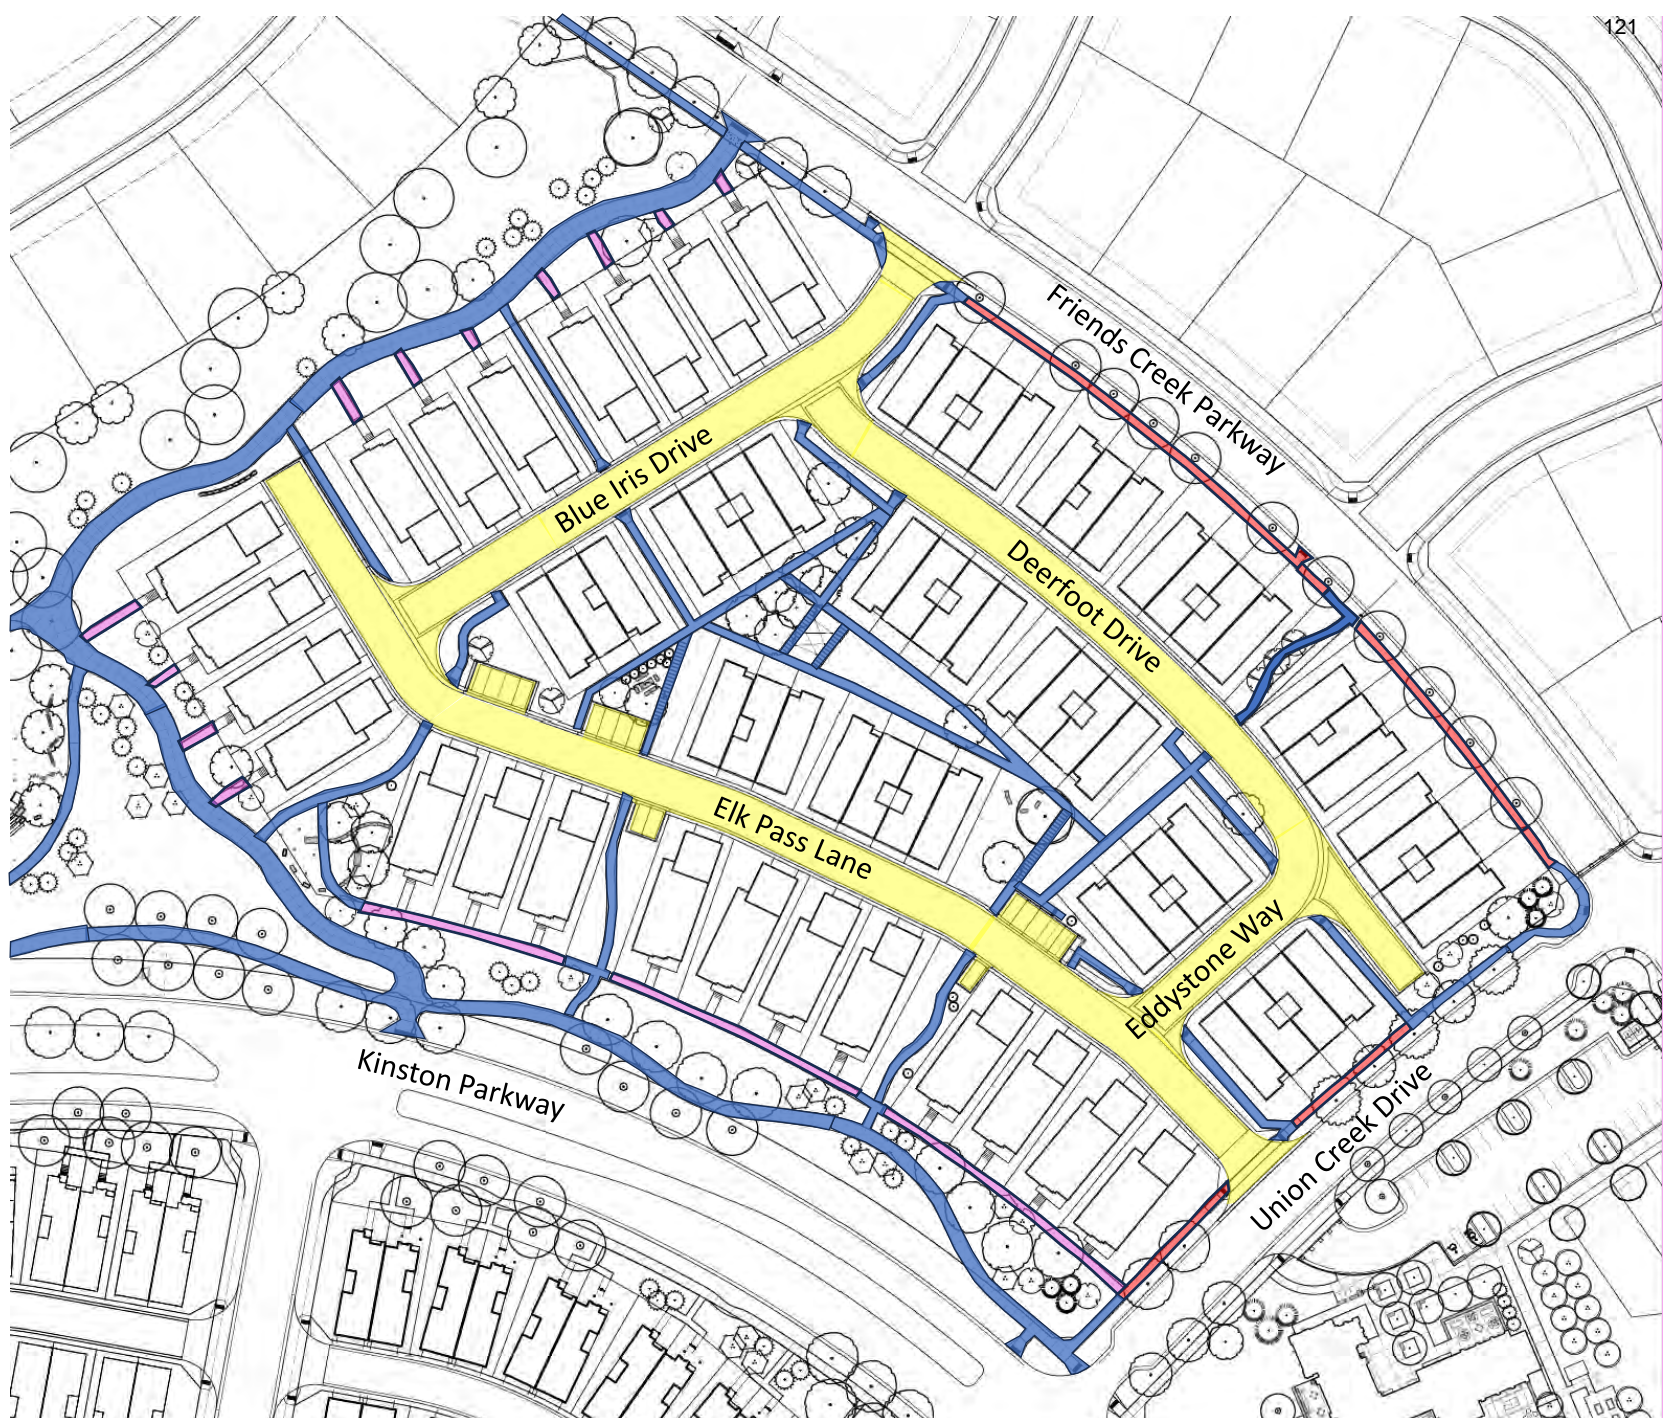 121
Friends Creek Parkway
Blue Iris Drive
Deerfoot Drive
Elk Pass Lane
Eddystone Way
Kinston Parkway
Union Creek Drive